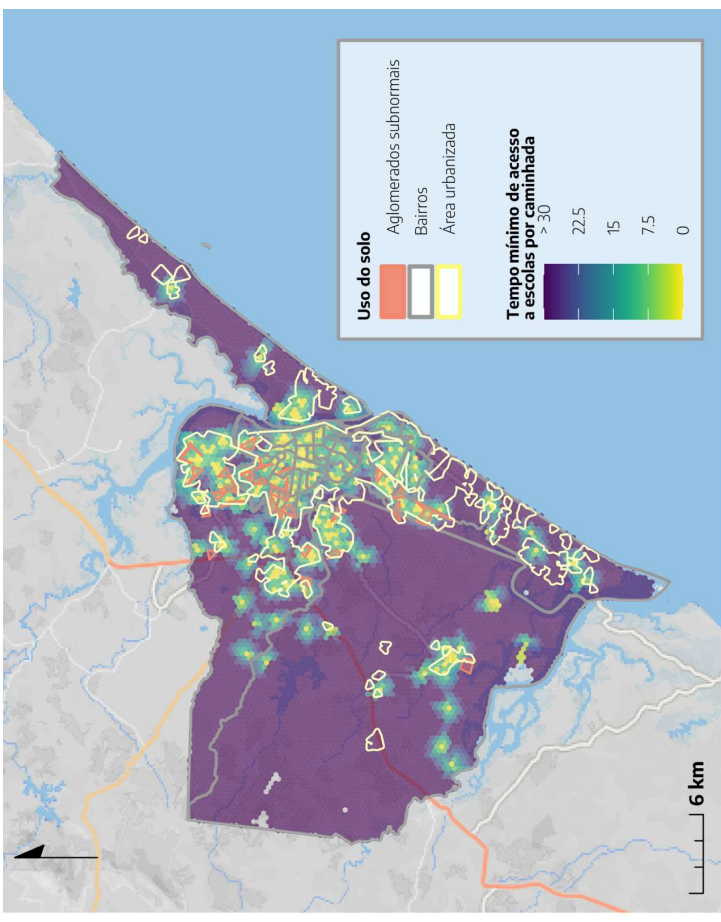 Uso do solo
Aglomerados subnormais
Bairros
Área urbanizada
Tempo mínimo de acesso
a escolas por caminhada
> 30
22.5
15
7.5
0
6 km